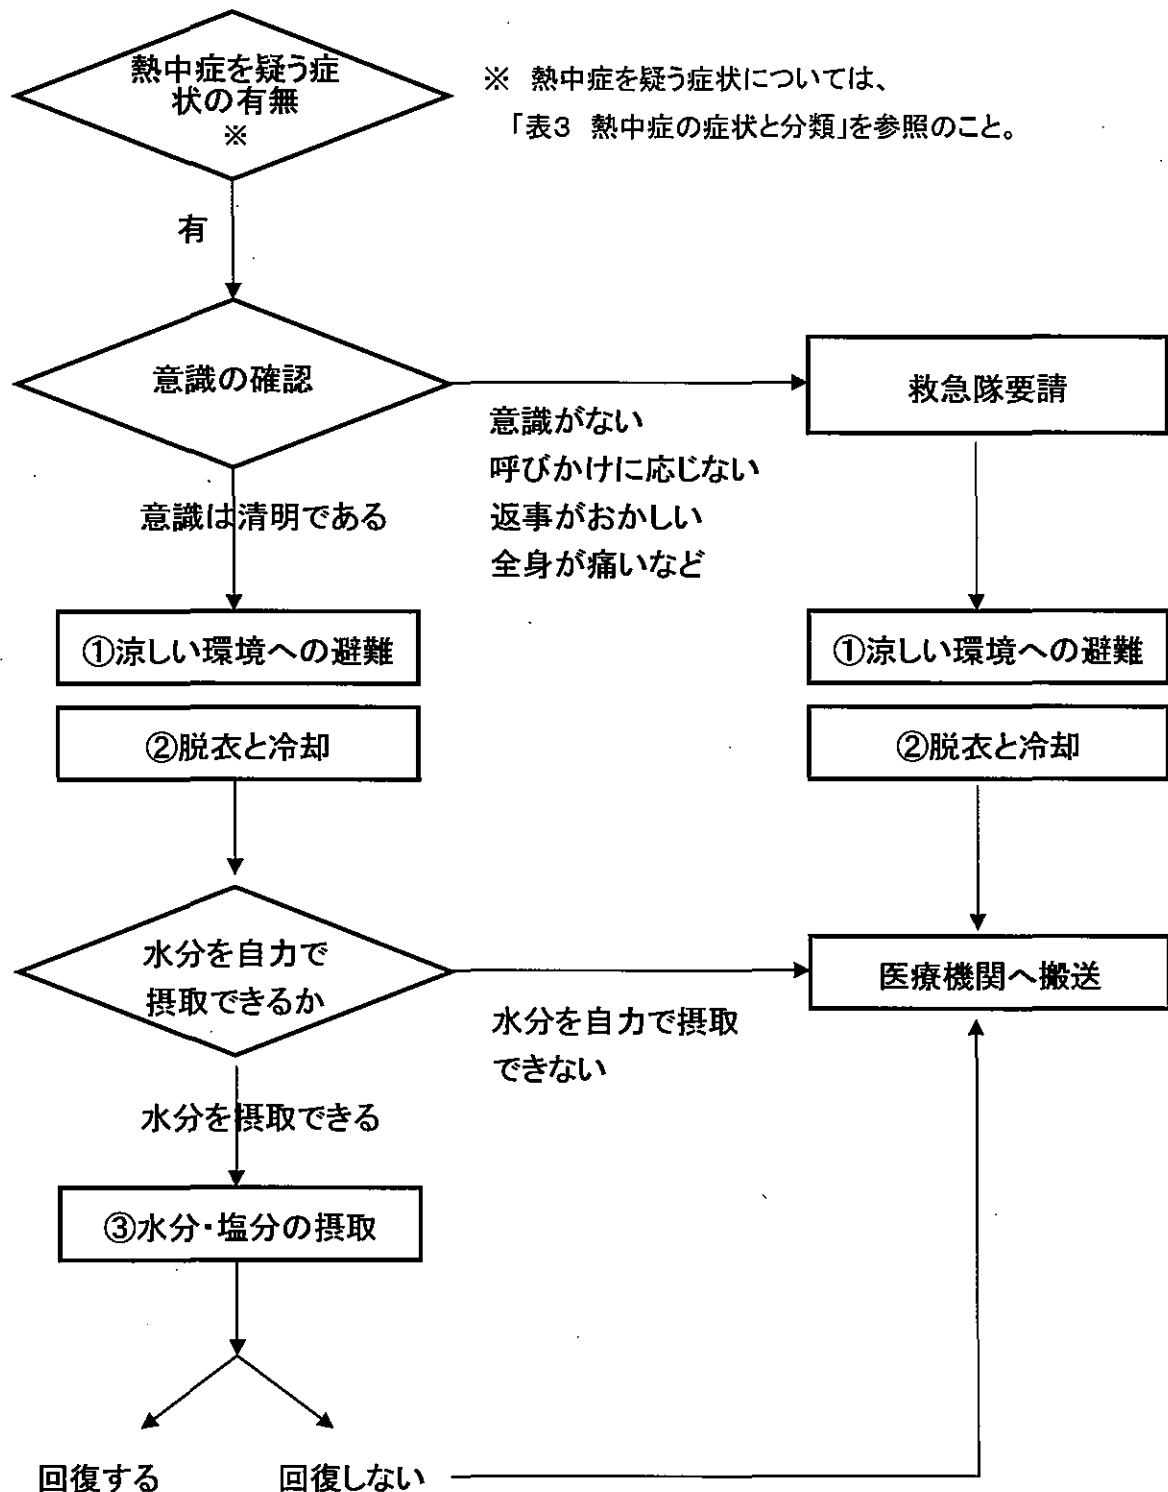 熱中症を疑う症
状の有無
※
※ 熱中症を疑う症状については、
「表3 熱中症の症状と分類」を参照のこと。
有
意識の確認
救急隊要請
意識がない
呼びかけに応じない
返事がおかしい
全身が痛いなど
意識は清明である
①涼しい環境への避難
①涼しい環境への避難
②脱衣と冷却
②脱衣と冷却
水分を自力で
摂取できるか
医療機関へ搬送
水分を自力で摂取
できない
水分を摂取できる
③水分・塩分の摂取
回復する
回復しない